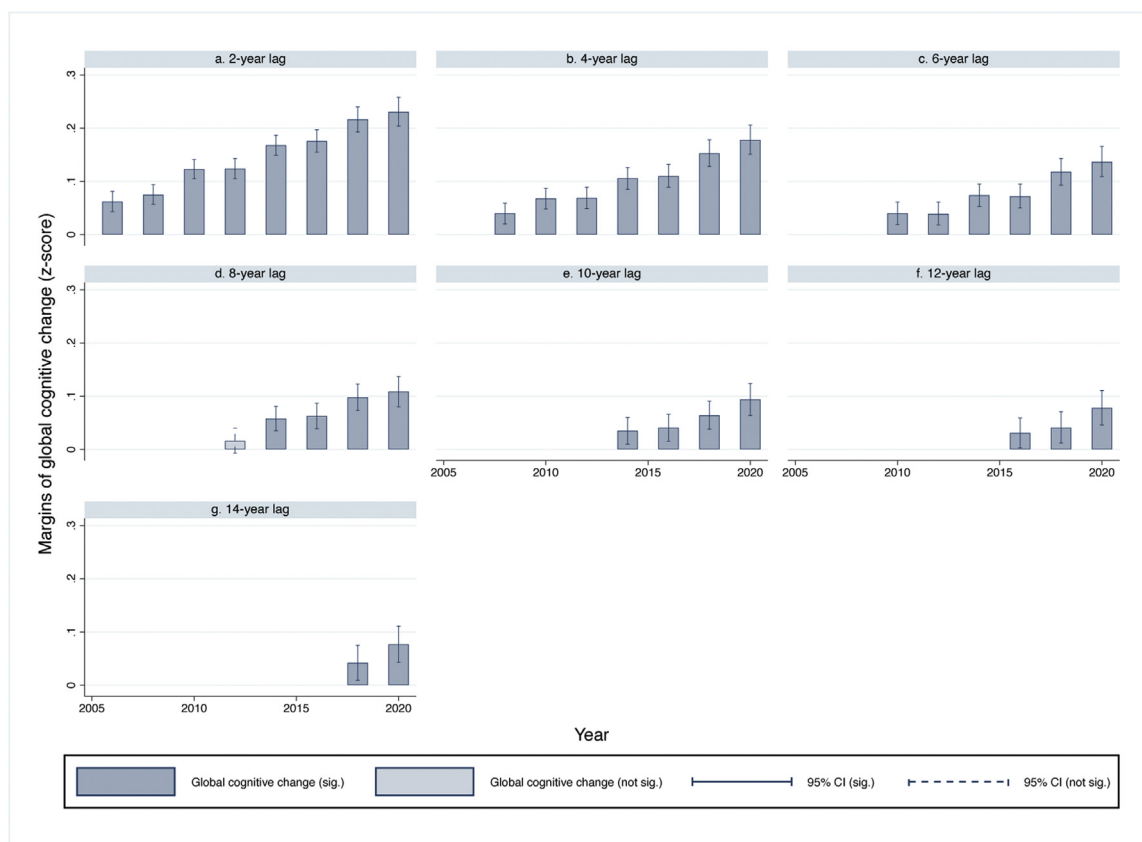 a. 2-year lag
b. 4-year lag
c. 6-year lag
.3
.2
.1
0
d. 8-year lag
e. 10-year lag
f. 12-year lag
.3
.2
.1
0
2005 2010 2015 2020
2005 2010 2015 2020
g. 14-year lag
.3
.2
.1
0
2005 2010 2015 2020
Margins of global cognitive change (z-score)
Year
Global cognitive change (sig.)
Global cognitive change (not sig.)
95% CI (sig.)
95% CI (not sig.)